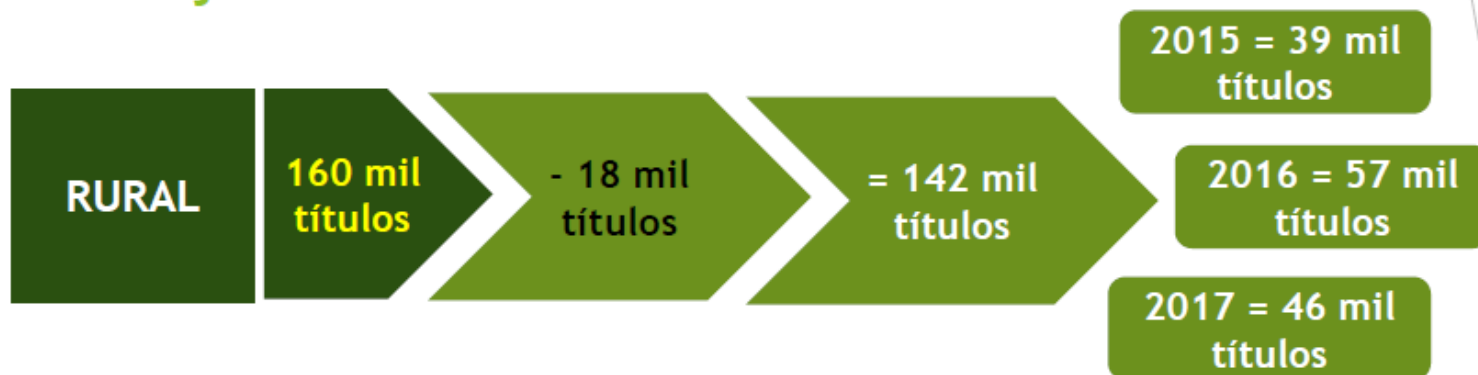 RURAL
160 mil
títulos
- 18 mil
títulos
= 142 mil
títulos
2015 = 39 mil
títulos
2016 = 57 mil
títulos
2017 = 46 mil
títulos